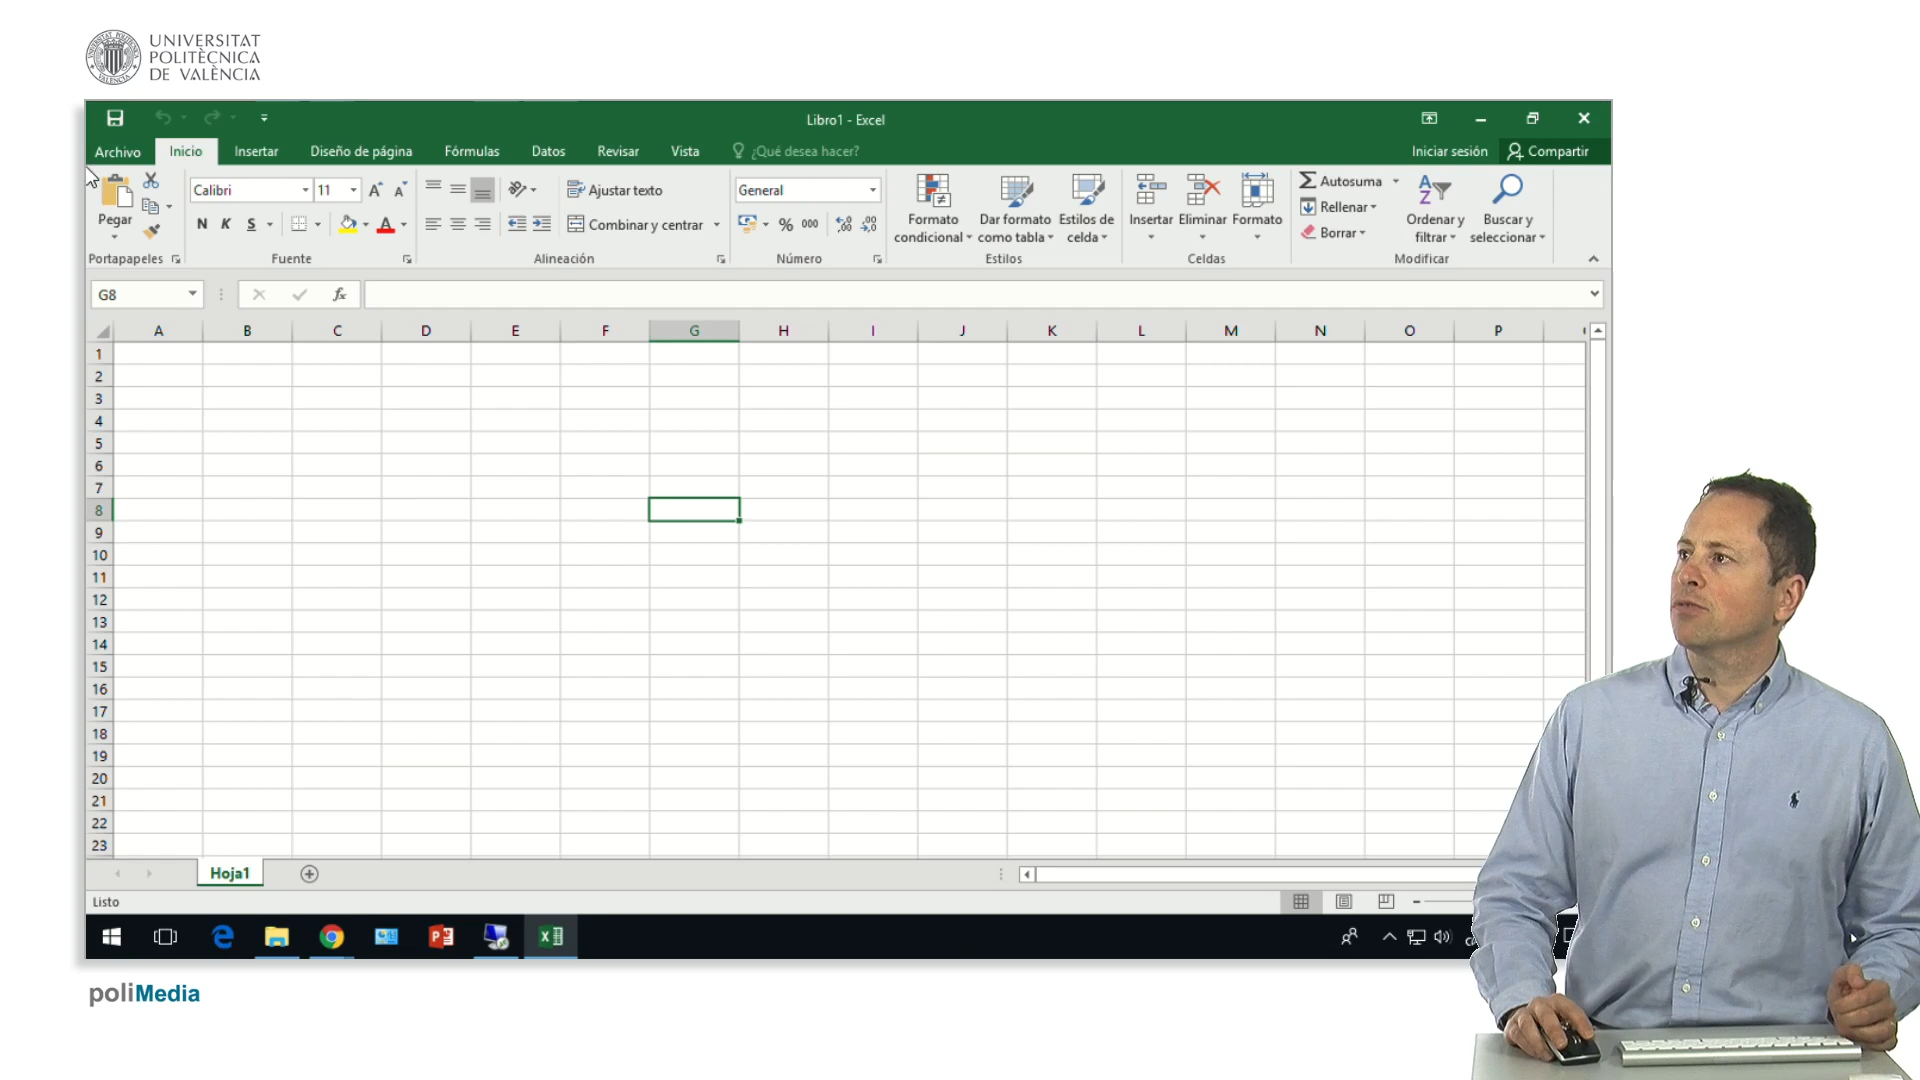 UNIVERSITAT
POLITÈCNICA
DE VALÈNCIA
Libro1 - Excel
Archivo Inicio Insertar Diseño de página Fórmulas Datos Revisar Vista ¿Qué desea hacer? Iniciar sesión Compartir
Calibri 11 Ajustar texto General Autosuma
Rellenar
Pegar N K S A Combinar y centrar % 000 Formato Dar formato Estilos de Insertar Eliminar Formato Ordenar y Buscar y
condicional como tabla celda Borrar filtrar seleccionar
Portapapeles Fuente Alineación Número Estilos Celdas Modificar
G8 fx
A B C D E F G H I J K L M N O P
1
2
3
4
5
6
7
8
9
10
11
12
13
14
15
16
17
18
19
20
21
22
23
Hoja1
Listo
poliMedia